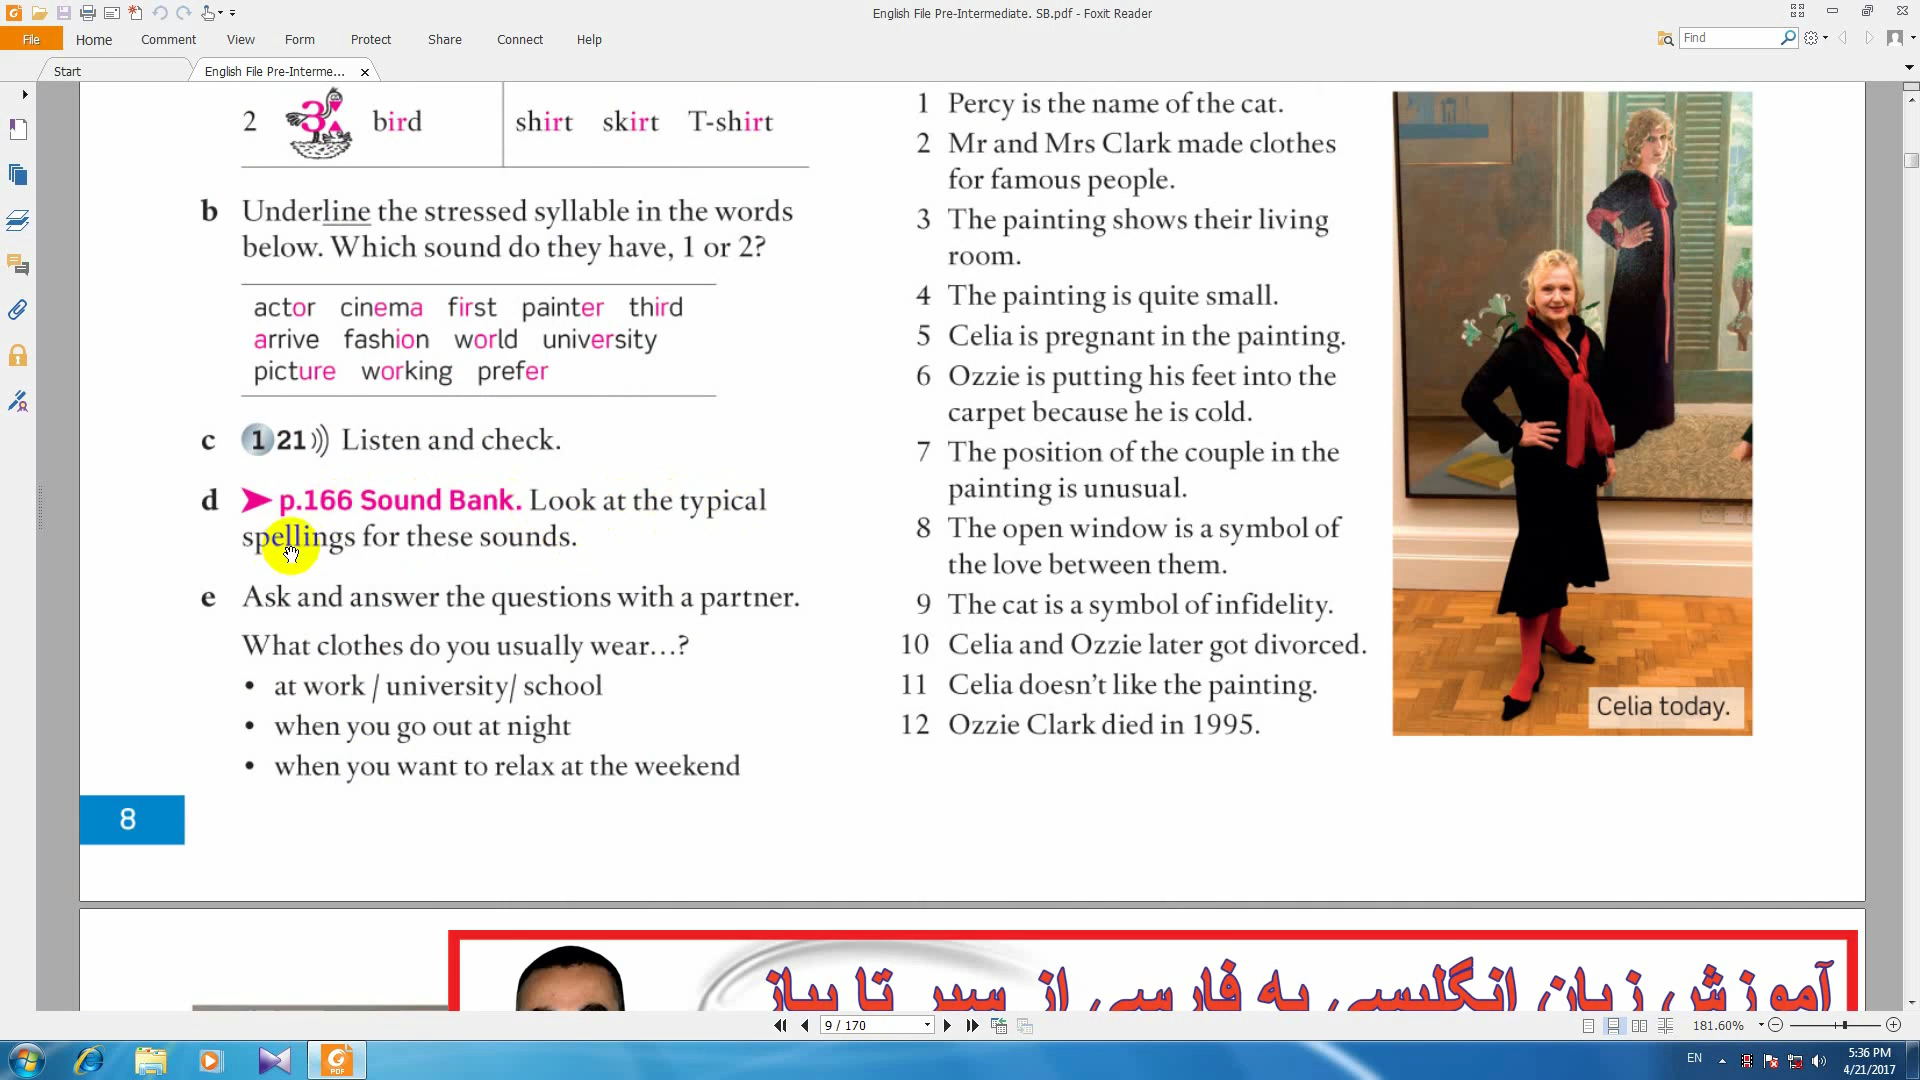 English File Pre-Intermediate. SB.pdf - Foxit Reader
File Home Comment View Form Protect Share Connect Help
Find
Start
English File Pre-Interme...
2 3 bird
shirt skirt T-shirt
b Underline the stressed syllable in the words
below. Which sound do they have, 1 or 2?
actor cinema first painter third
arrive fashion world university
picture working prefer
c 1 21 Listen and check.
d p.166 Sound Bank. Look at the typical
spellings for these sounds.
e Ask and answer the questions with a partner.
What clothes do you usually wear…?
• at work / university/ school
• when you go out at night
• when you want to relax at the weekend
8
1 Percy is the name of the cat.
2 Mr and Mrs Clark made clothes
for famous people.
3 The painting shows their living
room.
4 The painting is quite small.
5 Celia is pregnant in the painting.
6 Ozzie is putting his feet into the
carpet because he is cold.
7 The position of the couple in the
painting is unusual.
8 The open window is a symbol of
the love between them.
9 The cat is a symbol of infidelity.
10 Celia and Ozzie later got divorced.
11 Celia doesn't like the painting.
12 Ozzie Clark died in 1995.
Celia today.
آموزش زبان انگلیسی به فارسی از سیر تا پیاز
9 / 170
181.60%
EN
5:36 PM
4/21/2017